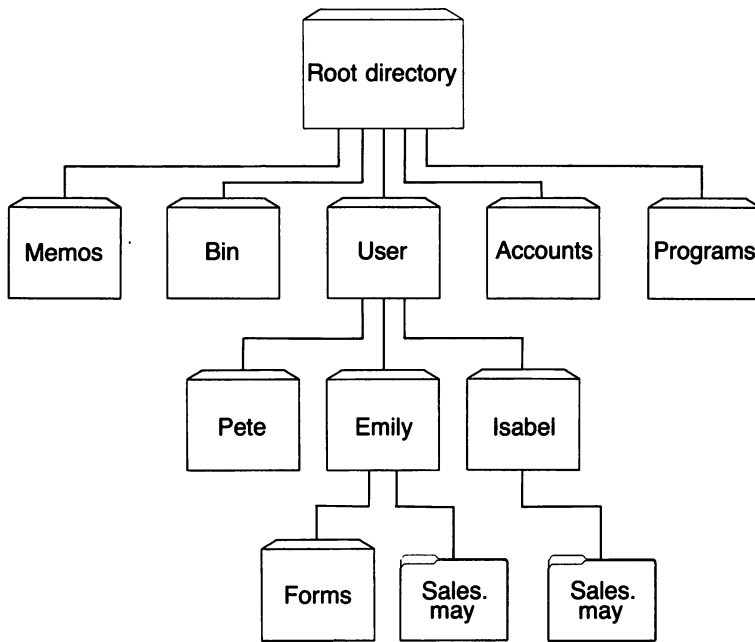 Root directory
Memos
Bin
User
Accounts
Programs
Pete
Emily
Isabel
Forms
Sales.
may
Sales.
may